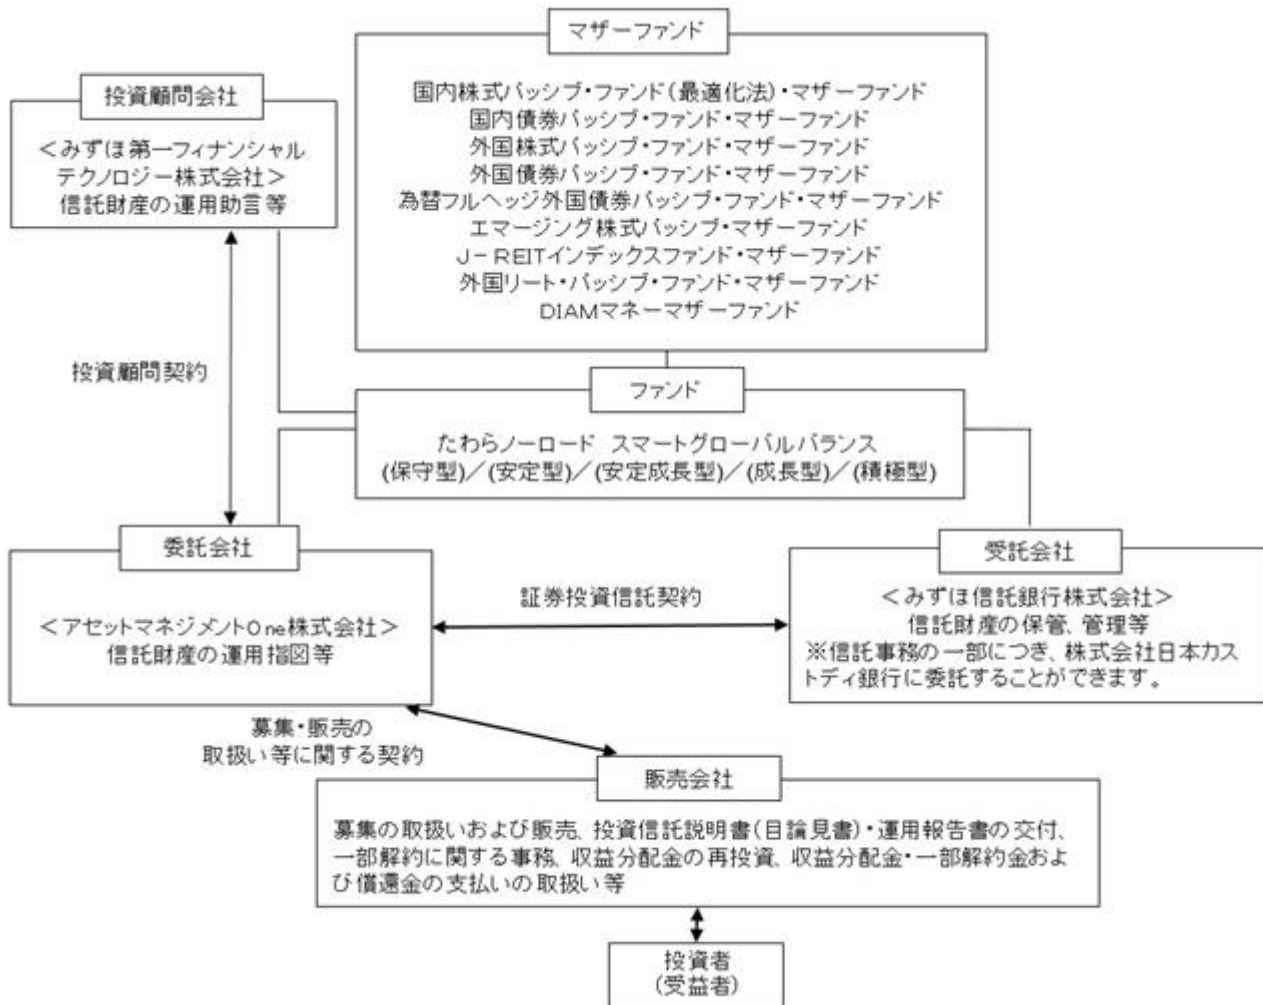 マザーファンド
国内株式パッシブ・ファンド(最適化法)・マザーファンド
国内債券パッシブ・ファンド・マザーファンド
外国株式パッシブ・ファンド・マザーファンド
外国債券パッシブ・ファンド・マザーファンド
為替フルヘッジ外国債券パッシブ・ファンド・マザーファンド
エマージング株式パッシブ・マザーファンド
J-REITインデックスファンド・マザーファンド
外国リート・パッシブ・ファンド・マザーファンド
DIAMマネーマザーファンド
投資顧問会社
<みずほ第一フィナンシャル
テクノロジー株式会社>
信託財産の運用助言等
投資顧問契約
ファンド
たわらノーロード スマートグローバルバランス
(保守型)/(安定型)/(安定成長型)/(成長型)/(積極型)
委託会社
<アセットマネジメントOne株式会社>
信託財産の運用指図等
証券投資信託契約
受託会社
<みずほ信託銀行株式会社>
信託財産の保管、管理等
※信託事務の一部につき、株式会社日本カス
トディ銀行に委託することができます。
募集・販売の
取扱い等に関する契約
販売会社
募集の取扱いおよび販売、投資信託説明書(目論見書)・運用報告書の交付、
一部解約に関する事務、収益分配金の再投資、収益分配金・一部解約金およ
び償還金の支払いの取扱い等
投資者
(受益者)